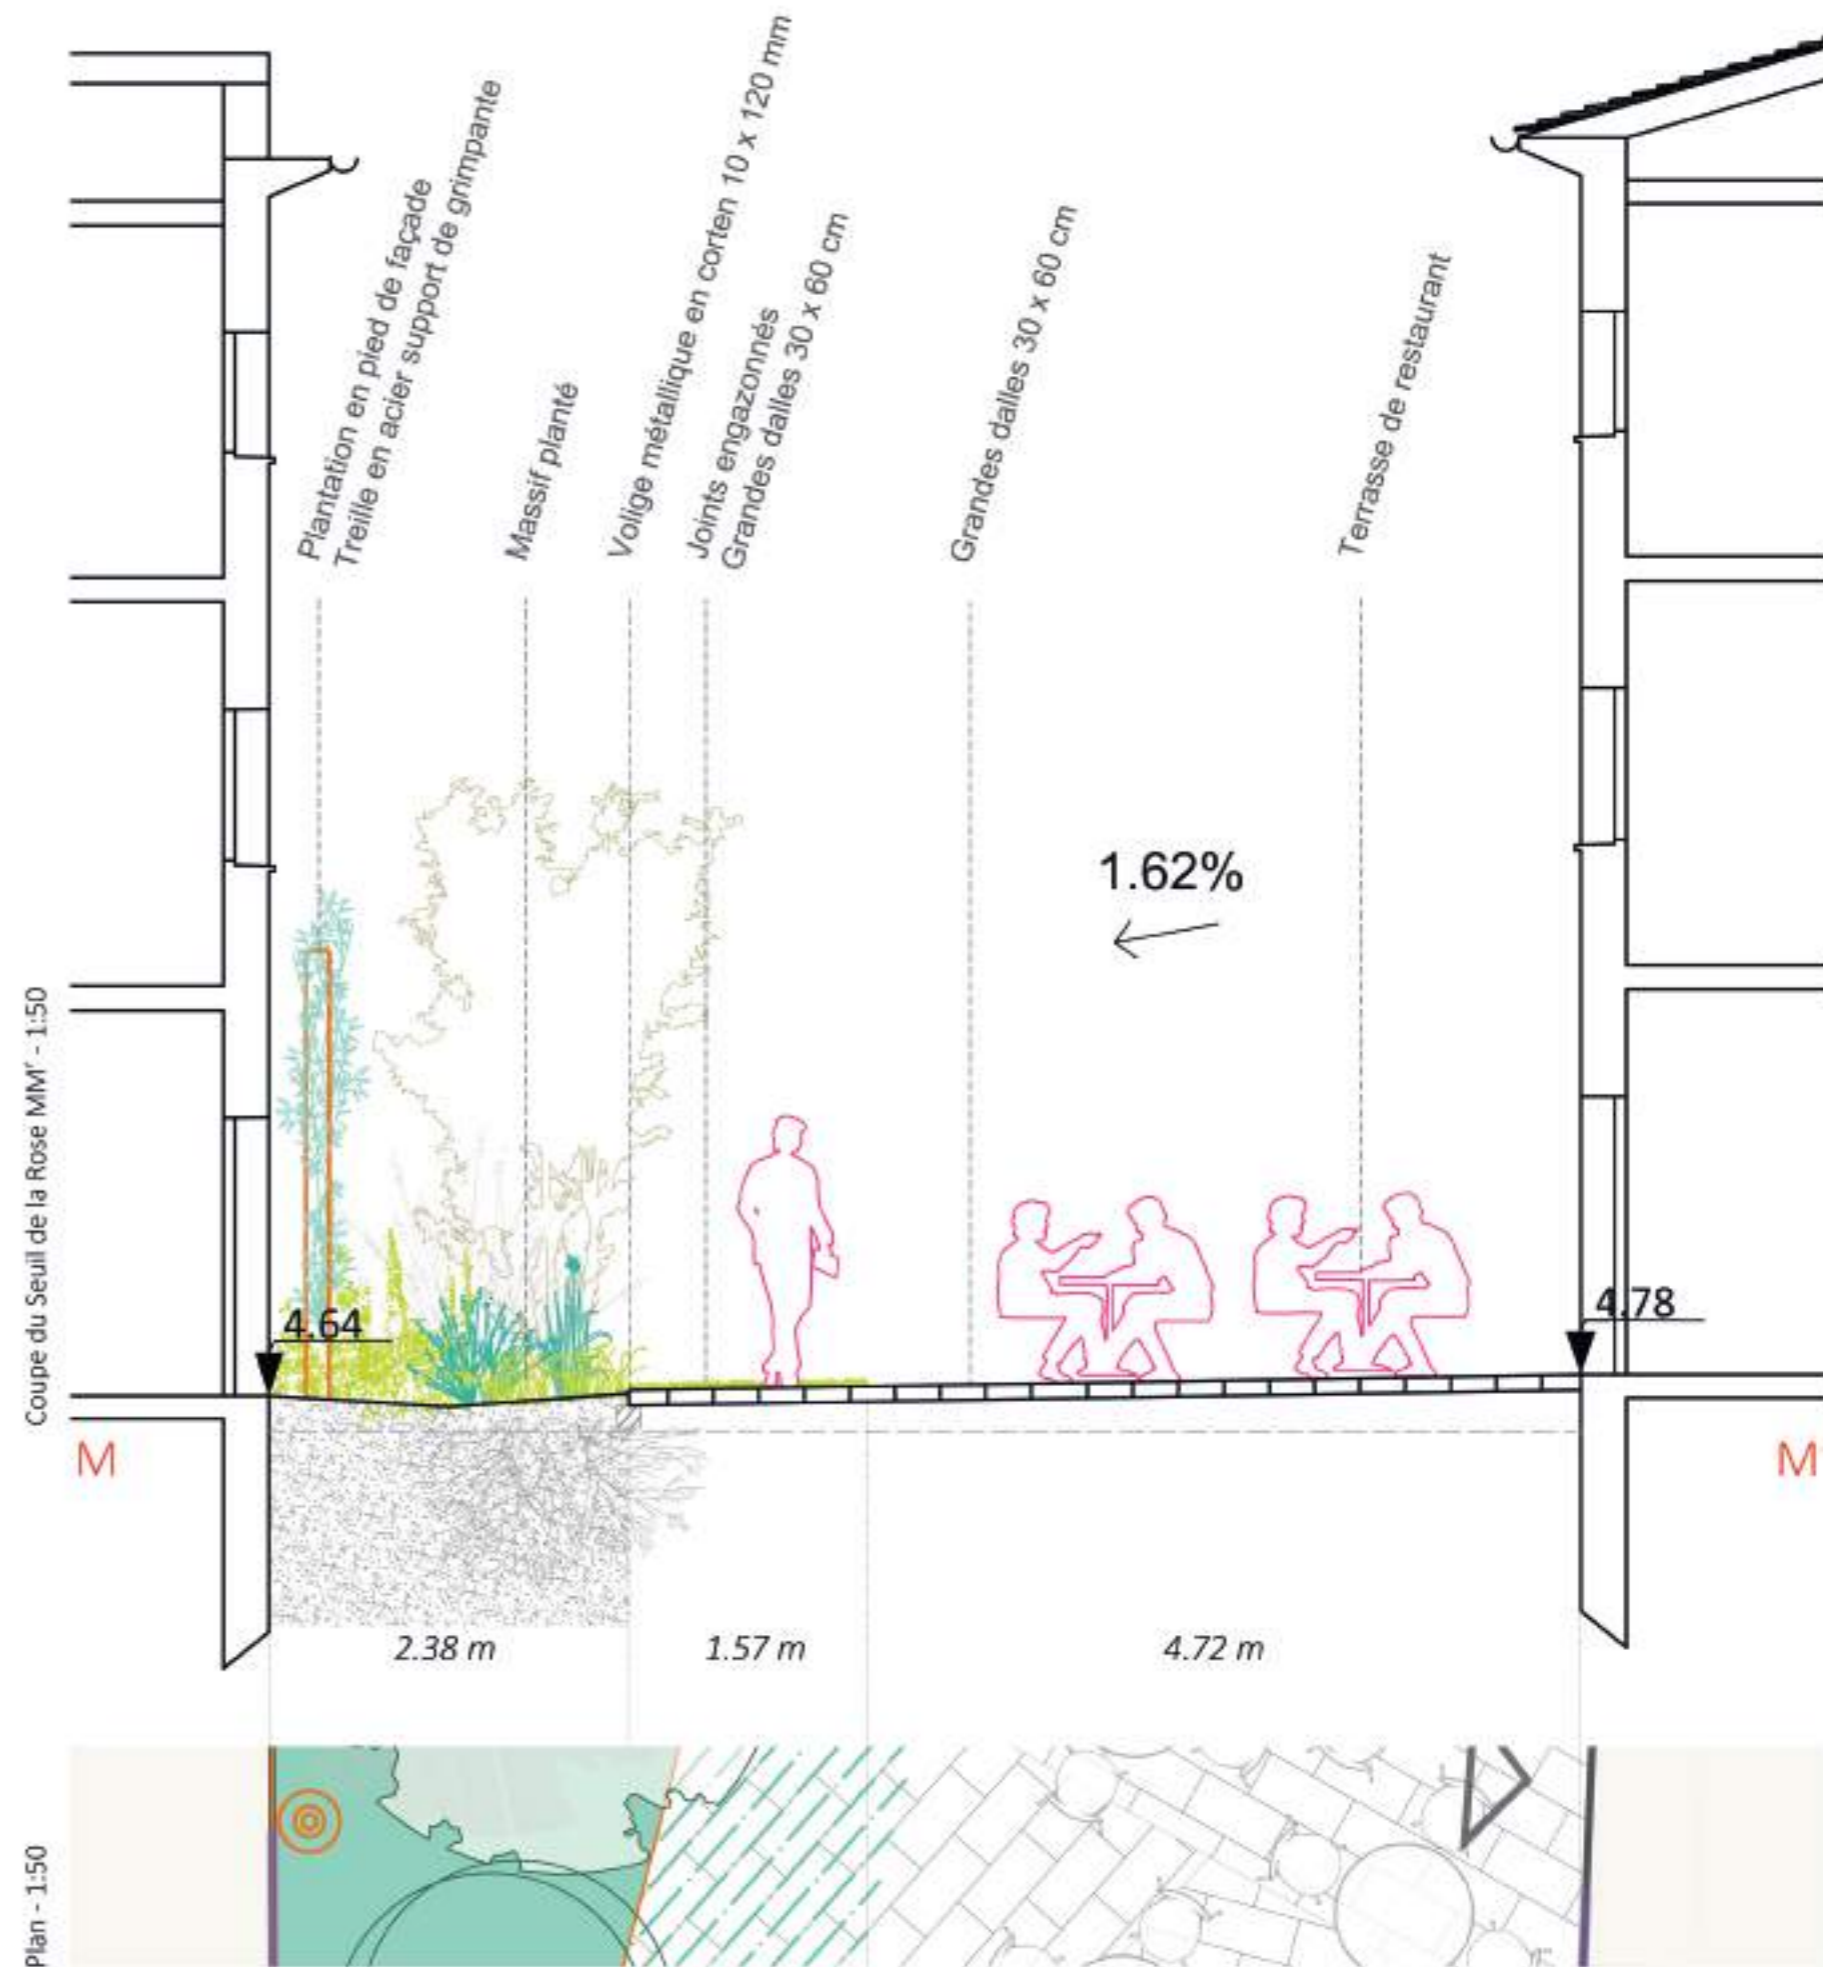 Plantation en pied de façade
Treille en acier support de grimpante
Massif planté
Volige métallique en corten 10 x 120 mm
Joints engazonnés
Grandes dalles 30 x 60 cm
Grandes dalles 30 x 60 cm
Terrasse de restaurant
1.62%
Coupe du Seuil de la Rose MM' - 1:50
4.64
4.78
M
M'
2.38 m
1.57 m
4.72 m
Plan - 1:50